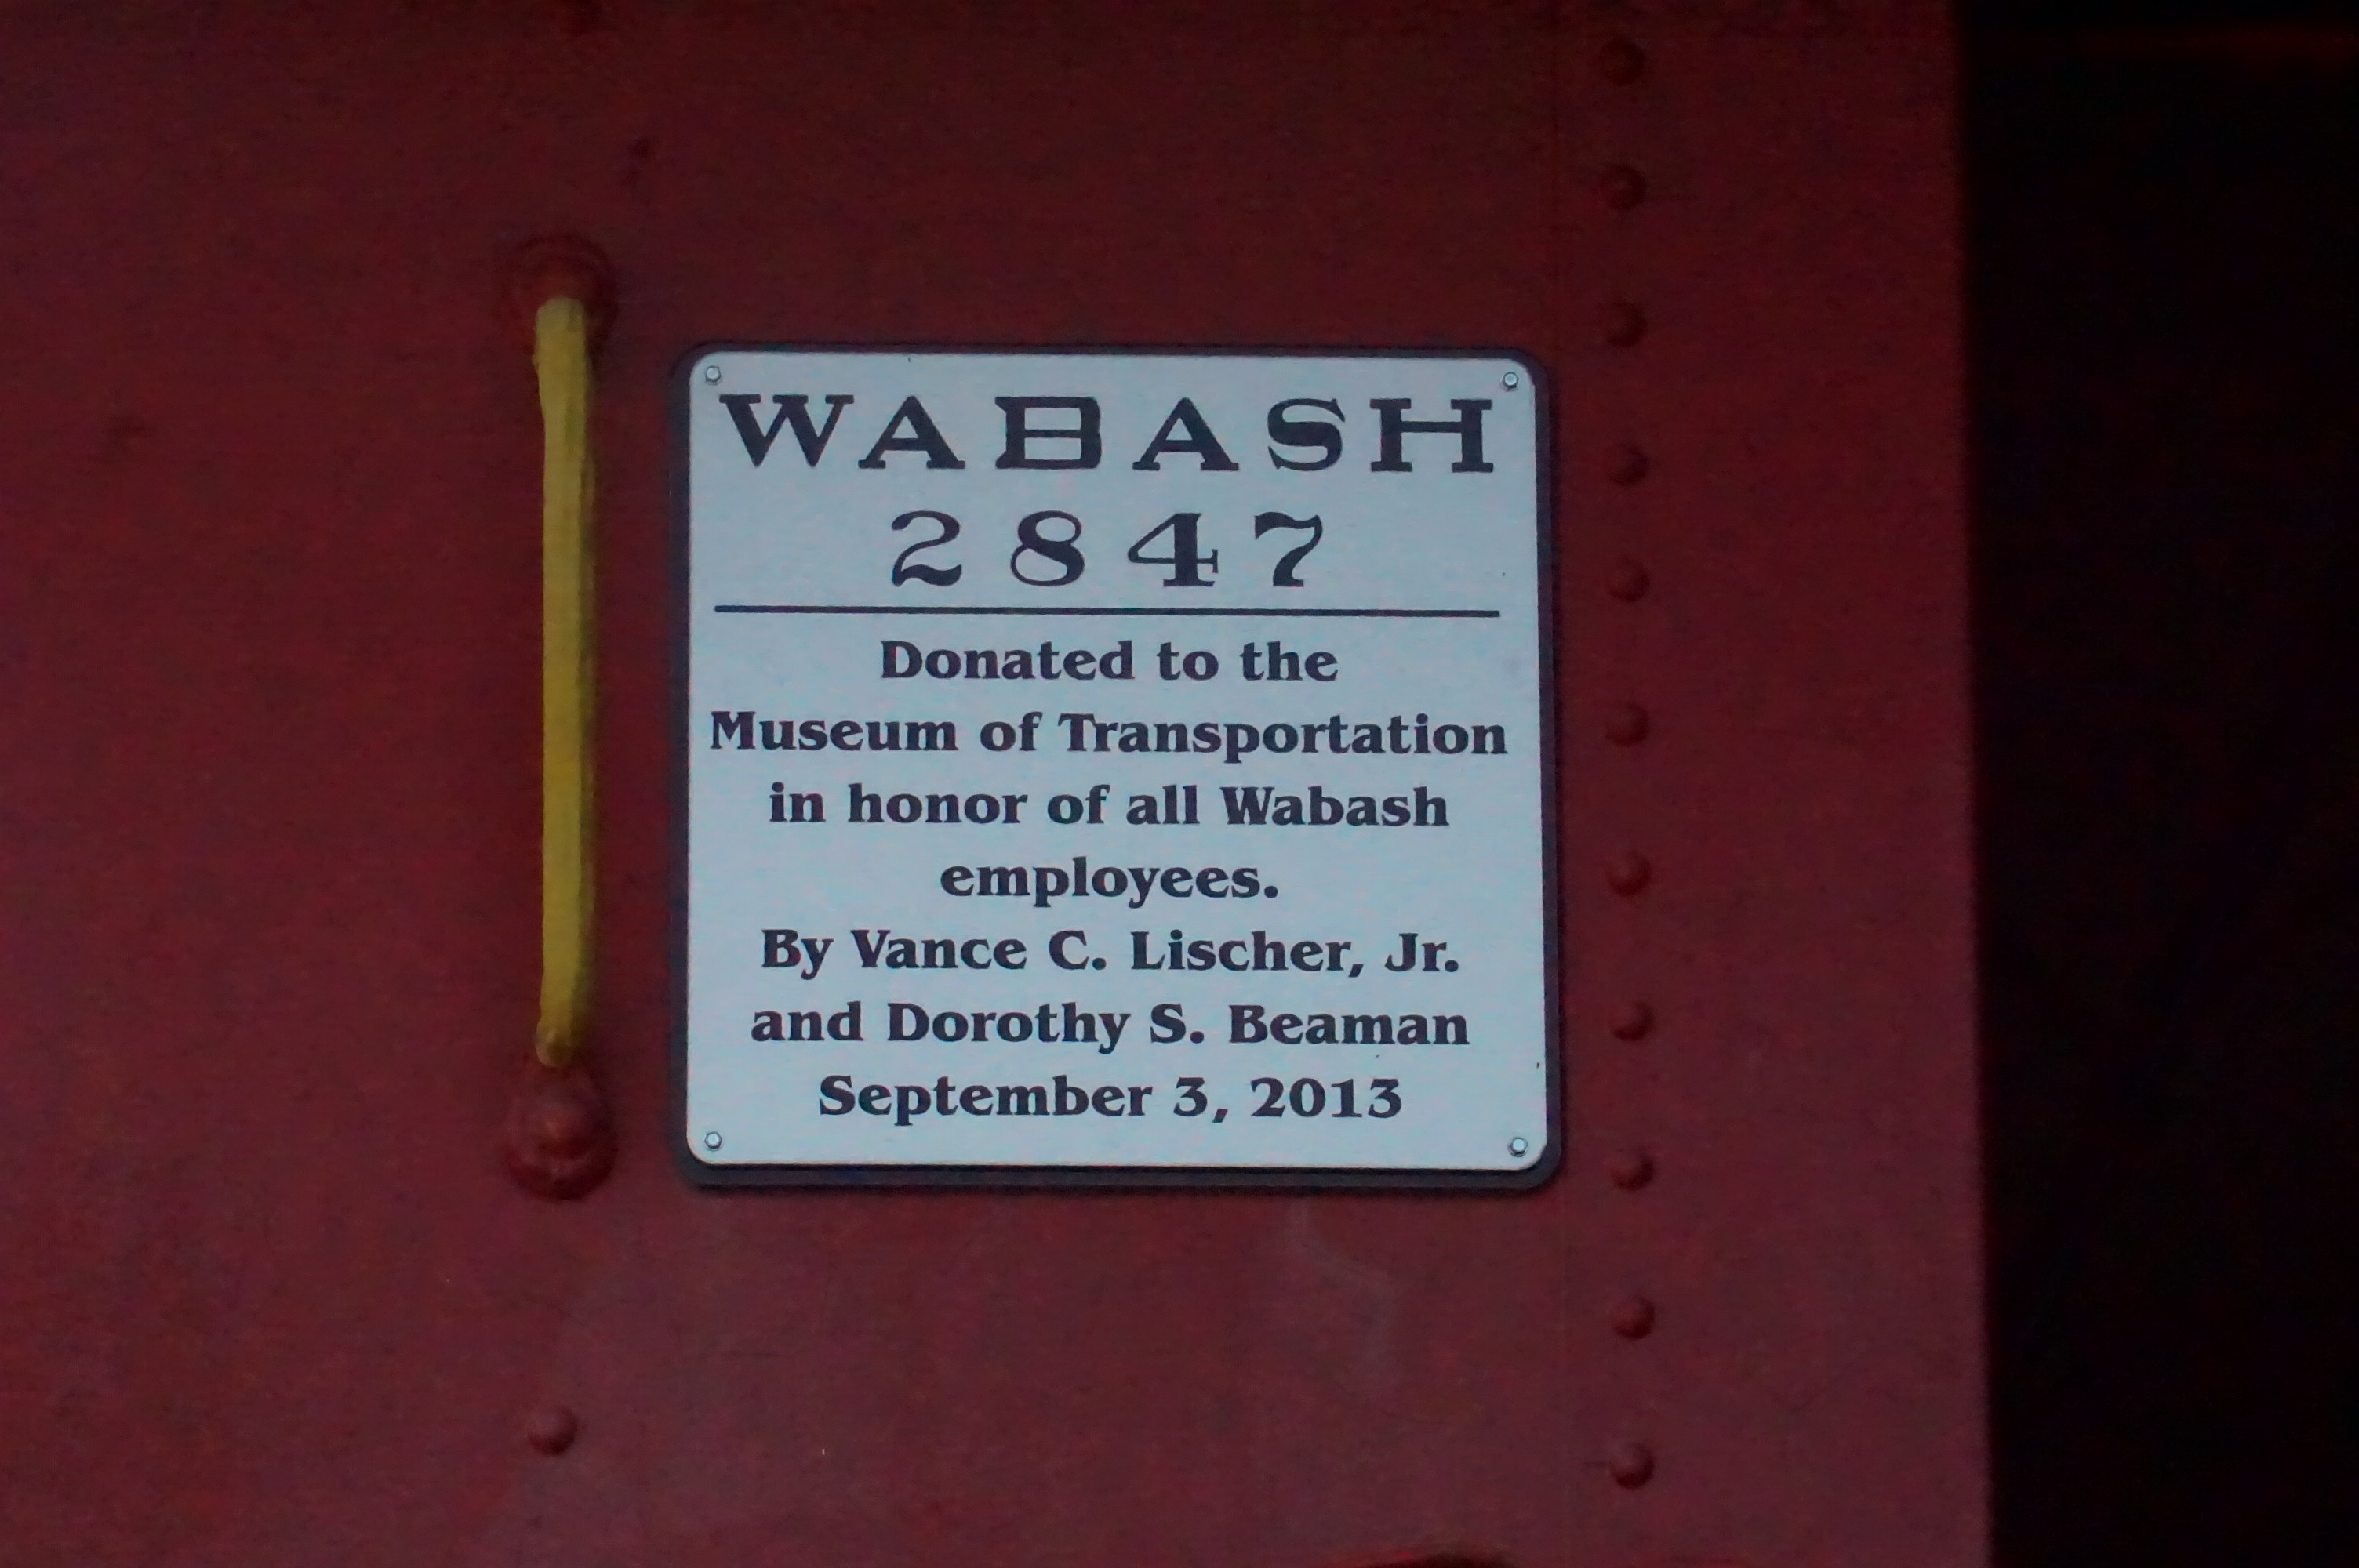 WABASH
2847
Donated to the
Museum of Transportation
in honor of all Wabash
employees.
By Vance C. Lischer, Jr.
and Dorothy S. Beaman
September 3, 2013